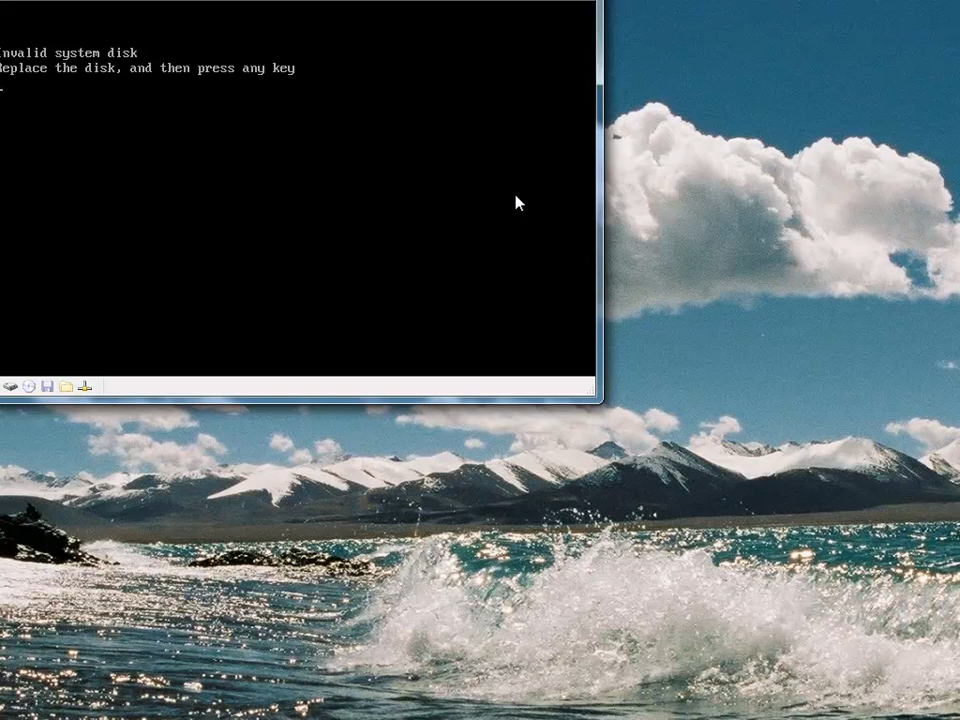 Invalid system disk
Replace the disk, and then press any key